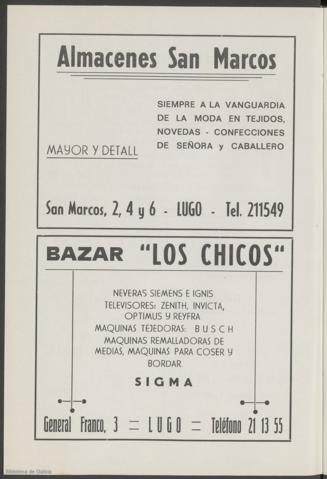 Almacenes San Marcos
SIEMPRE A LA VANGUARDIA
DE LA MODA EN TEJIDOS,
NOVEDAS - CONFECCIONES
DE SEÑORA y CABALLERO
MAYOR Y DETALL
San Marcos, 2, 4 y 6 - LUGO - Tel. 211549
BAZAR "LOS CHICOS"
NEVERAS SIEMENS E IGNIS
TELEVISORES: ZENITH, INVICTA,
OPTIMUS Y REYFRA
MAQUINAS TEJEDORAS: BUSCH
MAQUINAS REMALLADORAS DE
MEDIAS, MAQUINAS PARA COSER Y
BORDAR
SIGMA
General Franco, 3 = LUGO = Teléfono 21 13 55
Biblioteca de Galicia